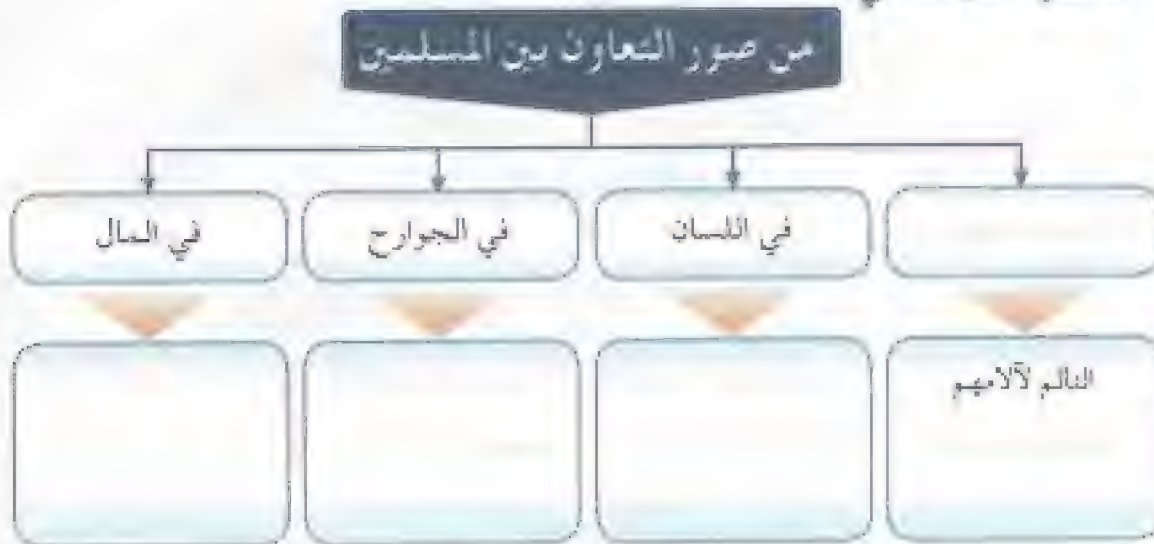 من صور التعاون بين المسلمين
في اللسان
في الجوارح
في المال
التألم لآلامهم